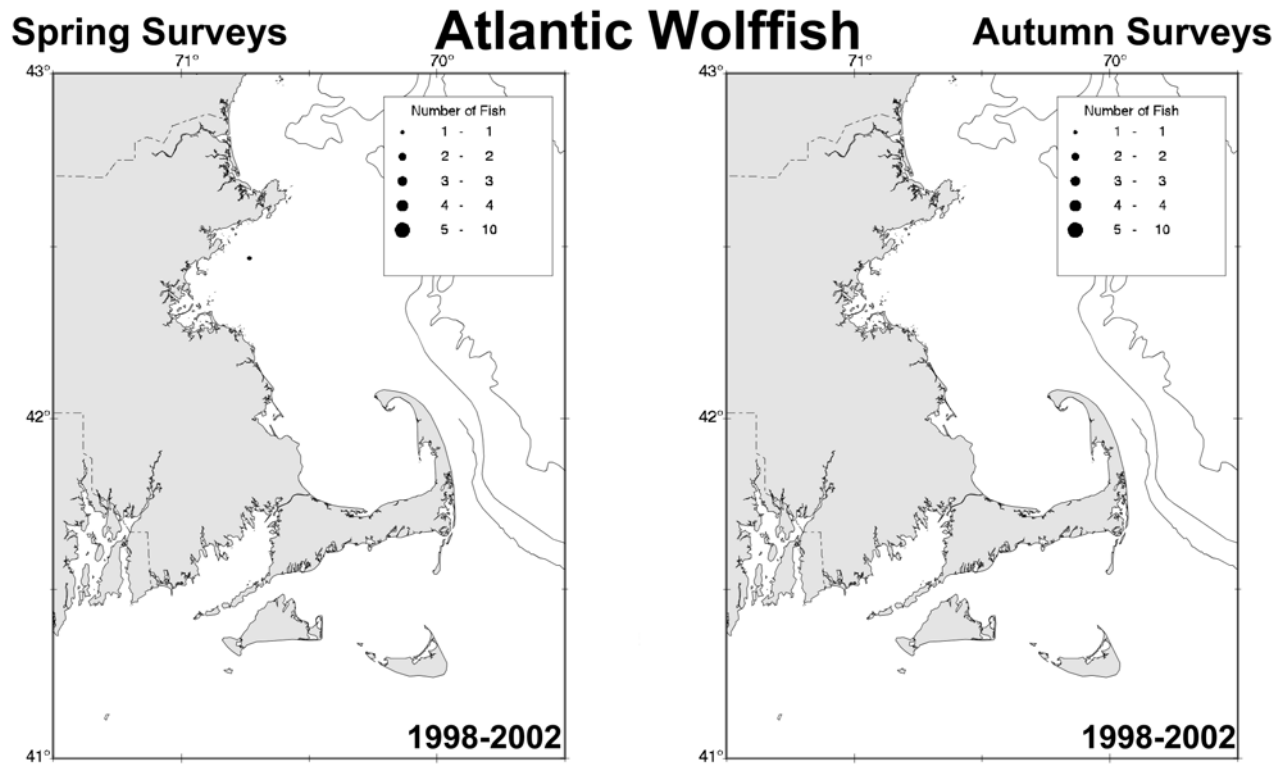 Spring Surveys
Atlantic Wolffish
Autumn Surveys
71° 70°
43°
Number of Fish
1 - 1
2 - 2
3 - 3
4 - 4
5 - 10
42°
41°
1998-2002
71° 70°
43°
Number of Fish
1 - 1
2 - 2
3 - 3
4 - 4
5 - 10
42°
41°
1998-2002